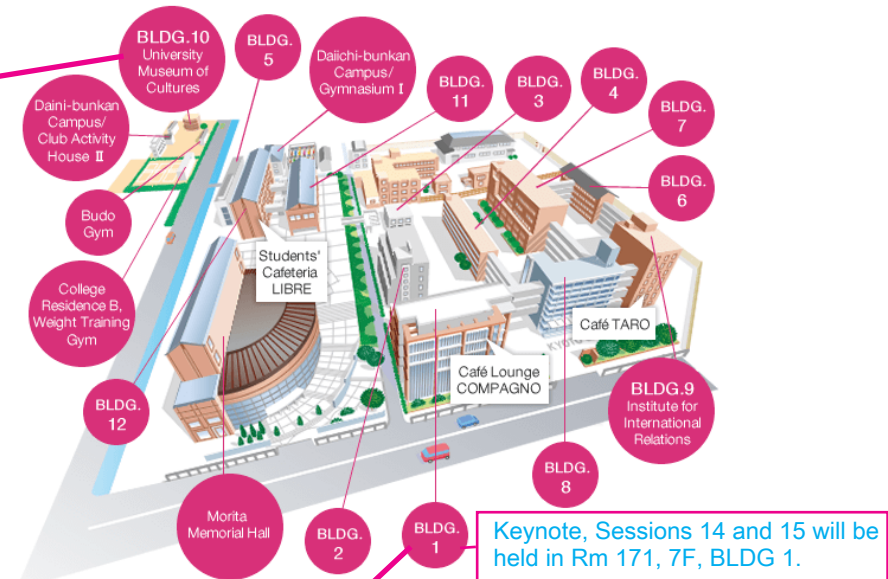 BLDG.10
University
Museum of
Cultures
BLDG.
5
Daiichi-bunkan
Campus/
Gymnasium I
BLDG.
11
BLDG.
3
BLDG.
4
BLDG.
7
BLDG.
6
Daini-bunkan
Campus/
Club Activity
House II
Budo
Gym
College
Residence B,
Weight Training
Gym
Students'
Cafeteria
LIBRE
Café TARO
KYOTO
Café Lounge
COMPAGNO
BLDG.9
Institute for
International
Relations
BLDG.
12
BLDG.
8
Morita
Memorial Hall
BLDG.
2
BLDG.
1
Keynote, Sessions 14 and 15 will be
held in Rm 171, 7F, BLDG 1.